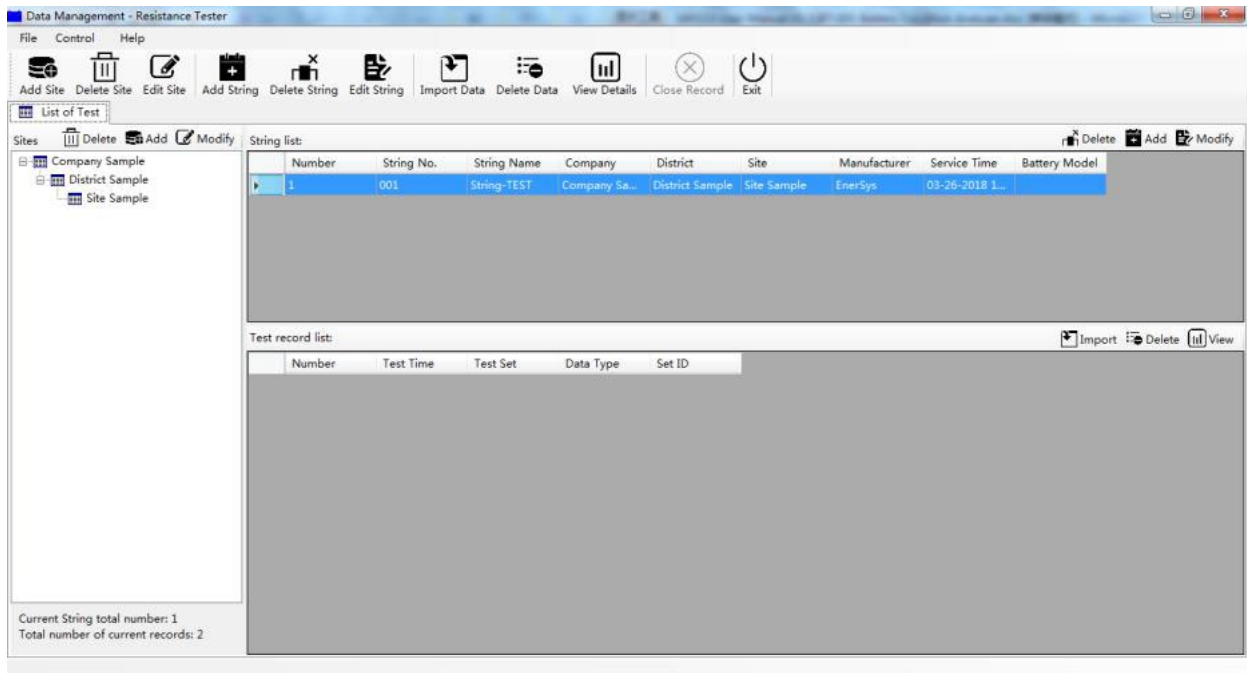 Data Management - Resistance Tester
File Control Help
Add Site Delete Site Edit Site Add String Delete String Edit String Import Data Delete Data View Details Close Record Exit
List of Test
Sites Delete Add Modify String list: Delete Add Modify
Company Sample
District Sample
Site Sample
Number String No. String Name Company District Site Manufacturer Service Time Battery Model
1 001 String-TEST Company Sa... District Sample Site Sample EnerSys 03-26-2018 1...
Test record list: Import Delete View
Number Test Time Test Set Data Type Set ID
Current String total number: 1
Total number of current records: 2